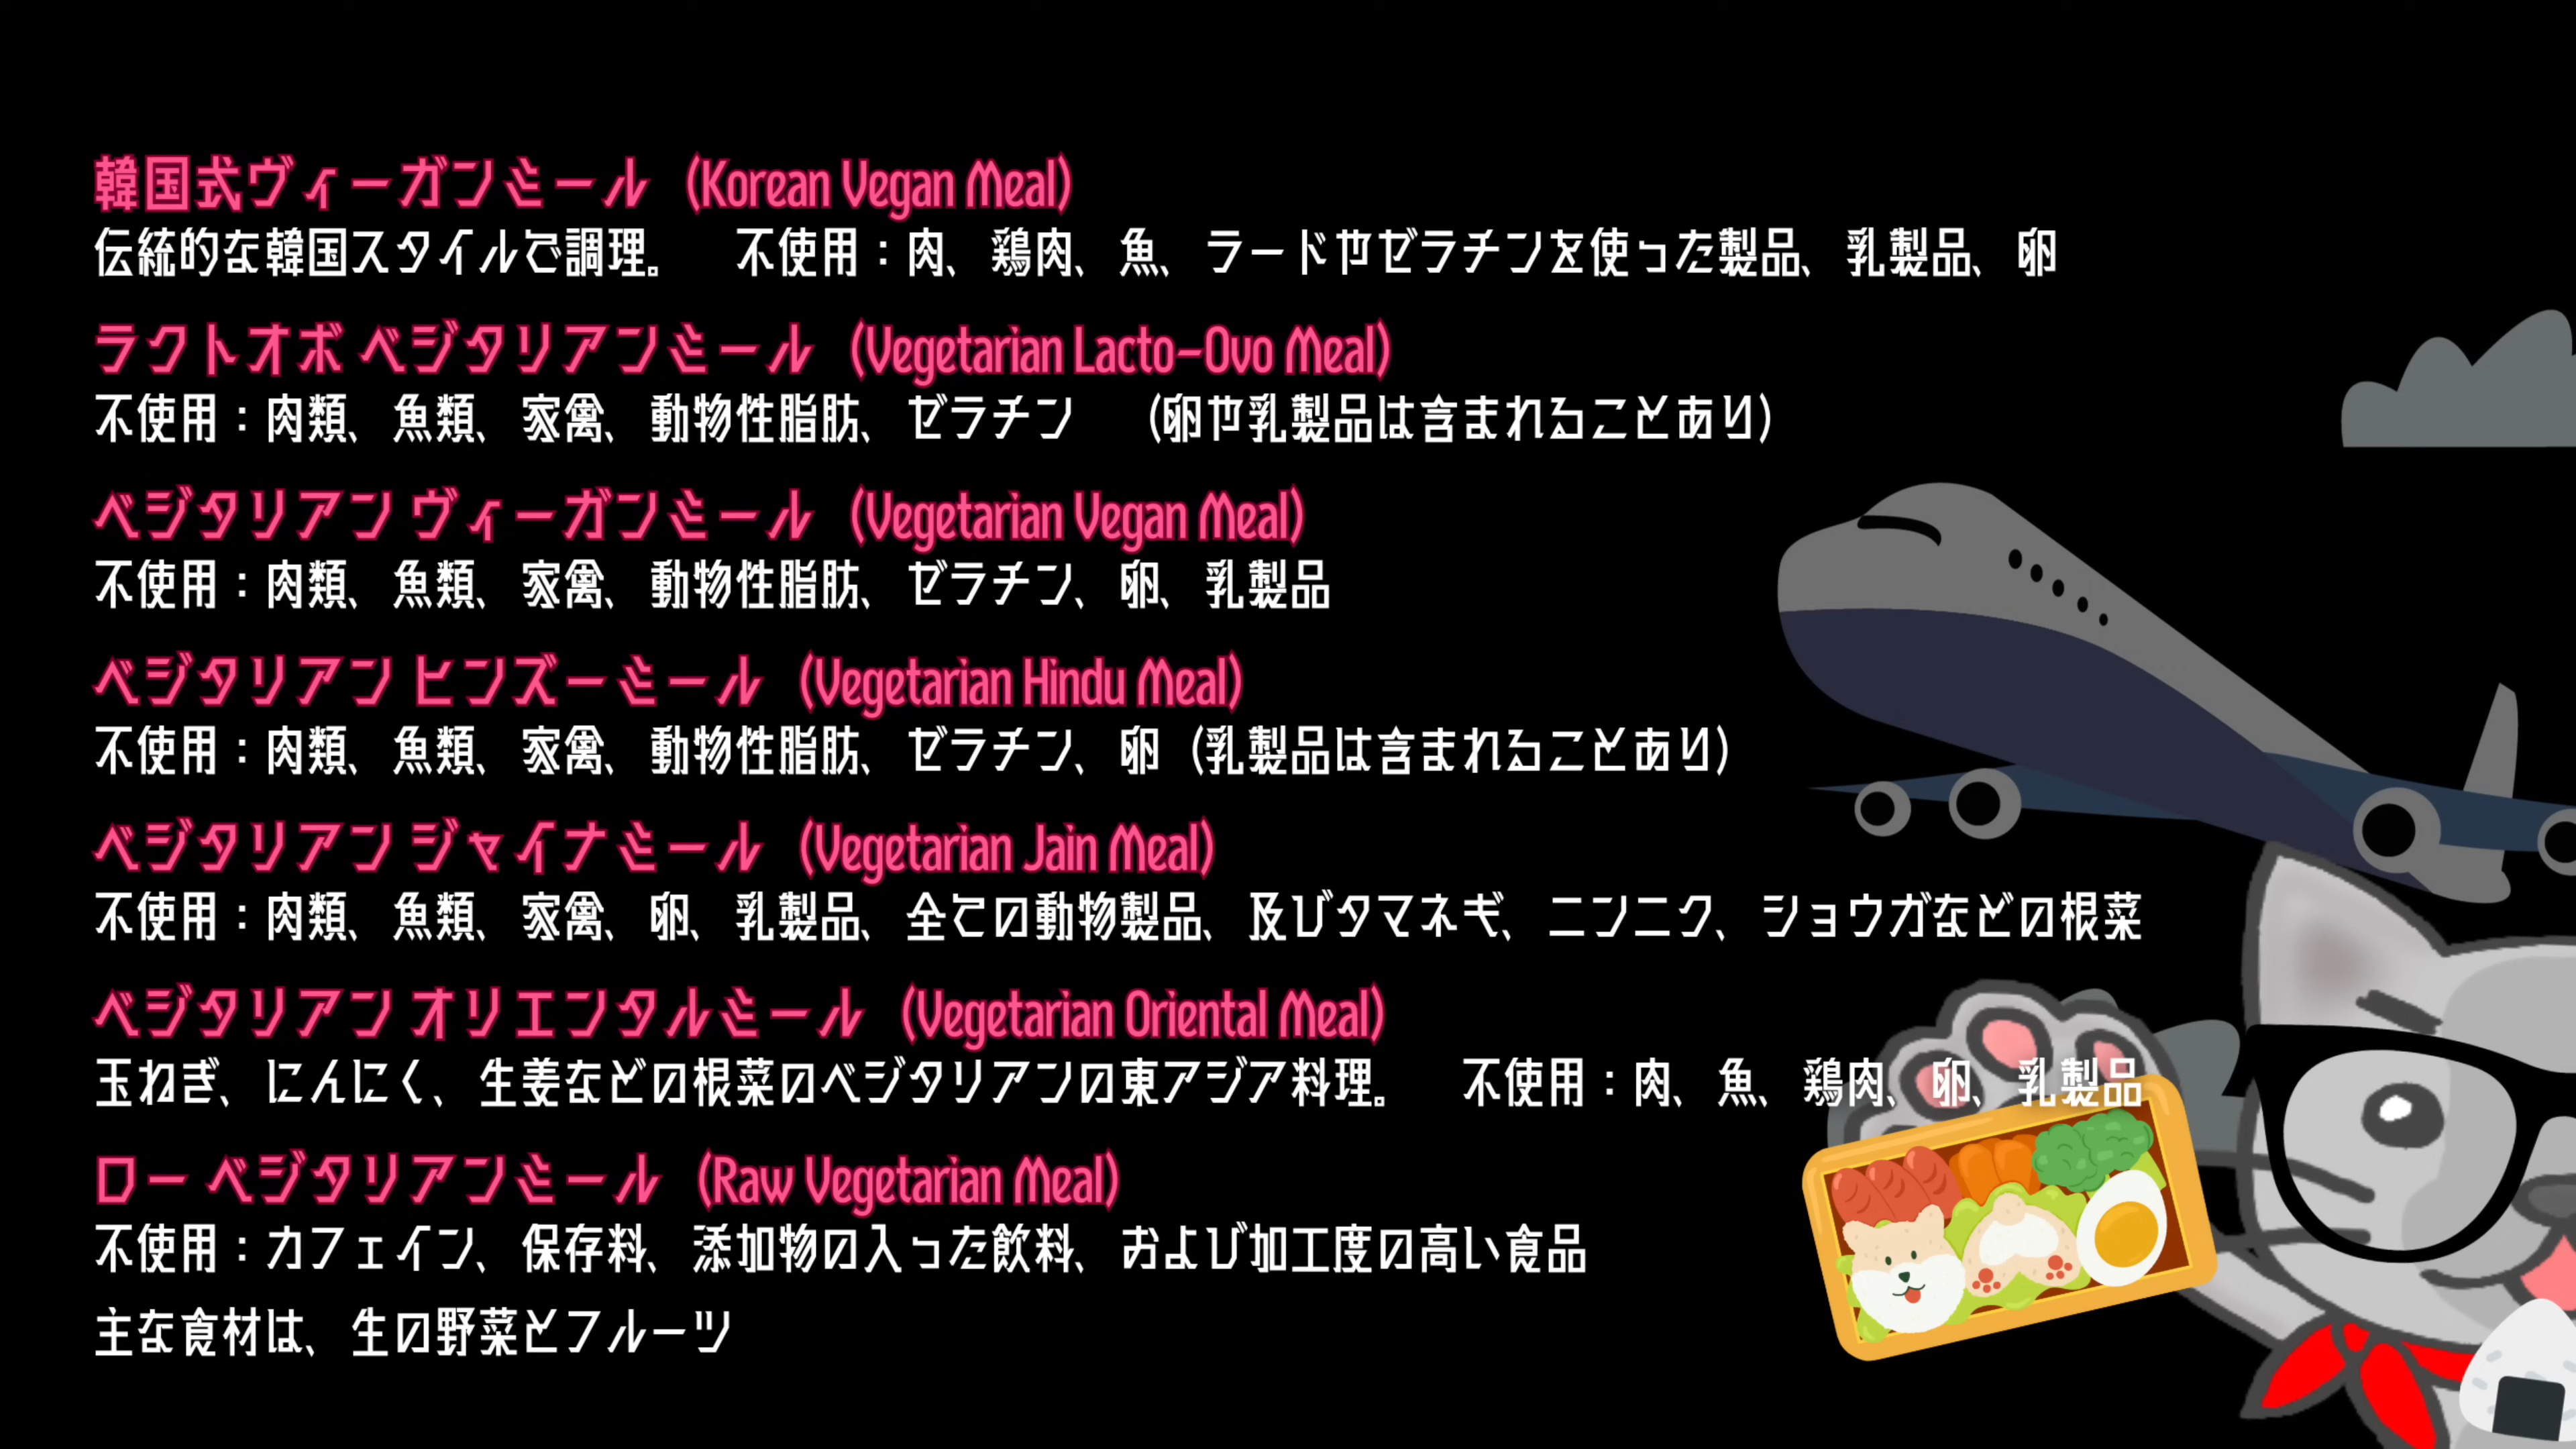 韓国式ヴィーガンミール (Korean Vegan Meal)
伝統的な韓国スタイルで調理。 不使用：肉、鶏肉、魚、ラードやゼラチンを使った製品、乳製品、卵
ラクトオボ ベジタリアンミール (Vegetarian Lacto-Ovo Meal)
不使用：肉類、魚類、家禽、動物性脂肪、ゼラチン (卵や乳製品は含まれることあり)
ベジタリアン ヴィーガンミール (Vegetarian Vegan Meal)
不使用：肉類、魚類、家禽、動物性脂肪、ゼラチン、卵、乳製品
ベジタリアン ヒンズーミール (Vegetarian Hindu Meal)
不使用：肉類、魚類、家禽、動物性脂肪、ゼラチン、卵 (乳製品は含まれることあり)
ベジタリアン ジャイナミール (Vegetarian Jain Meal)
不使用：肉類、魚類、家禽、卵、乳製品、全ての動物製品、及びタマネギ、ニンニク、ショウガなどの根菜
ベジタリアン オリエンタルミール (Vegetarian Oriental Meal)
玉ねぎ、にんにく、生姜などの根菜のベジタリアンの東アジア料理。 不使用：肉、魚、鶏肉、卵、乳製品
ロー ベジタリアンミール (Raw Vegetarian Meal)
不使用：カフェイン、保存料、添加物の入った飲料、および加工度の高い食品
主な食材は、生の野菜とフルーツ